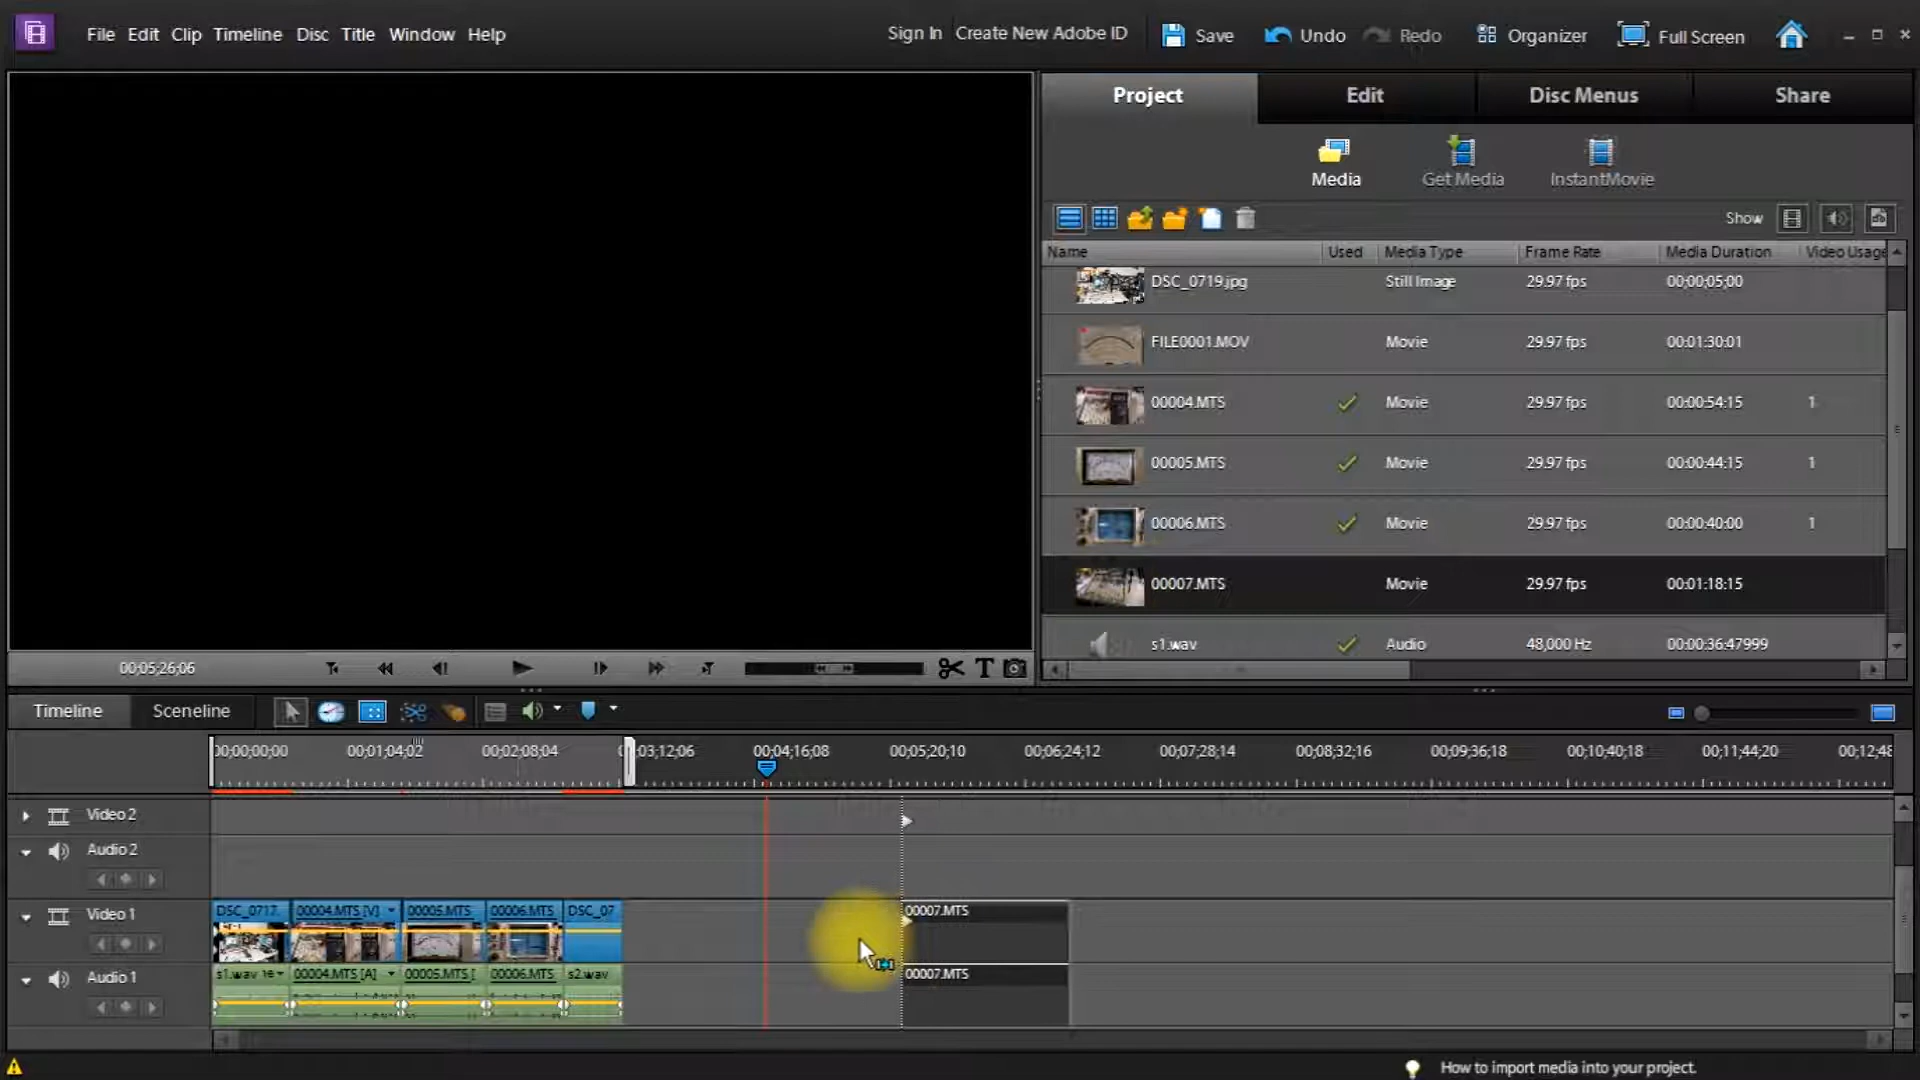 File Edit Clip Timeline Disc Title Window Help
Sign In Create New Adobe ID Save Undo Redo Organizer Full Screen
Project Edit Disc Menus Share
Media Get Media InstantMovie
Show
Name Used Media Type Frame Rate Media Duration Video Usage
DSC_0719.jpg Still Image 29.97 fps 00;00;05;00
FILE0001.MOV Movie 29.97 fps 00:01:30:01
00004.MTS Movie 29.97 fps 00:00:54:15 1
00005.MTS Movie 29.97 fps 00:00:44:15 1
00006.MTS Movie 29.97 fps 00:00:40:00 1
00007.MTS Movie 29.97 fps 00:01:18:15
s1.wav Audio 48,000 Hz 00:00:36:47999
00;05;26;06
T
Timeline Sceneline
00;00;00;00 00;01;04;02 00;02;08;04 03;12;06 00;04;16;08 00;05;20;10 00;06;24;12 00;07;28;14 00;08;32;16 00;09;36;18 00;10;40;18 00;11;44;20 00;12;48
Video 2
Audio 2
Video 1 DSC_0717. 00004.MTS [V] 00005.MTS 00006.MTS DSC_07 00007.MTS
Audio 1 s1.wav 00004.MTS [A] 00005.MTS [ 00006.MTS s2.wav 00007.MTS
How to import media into your project.